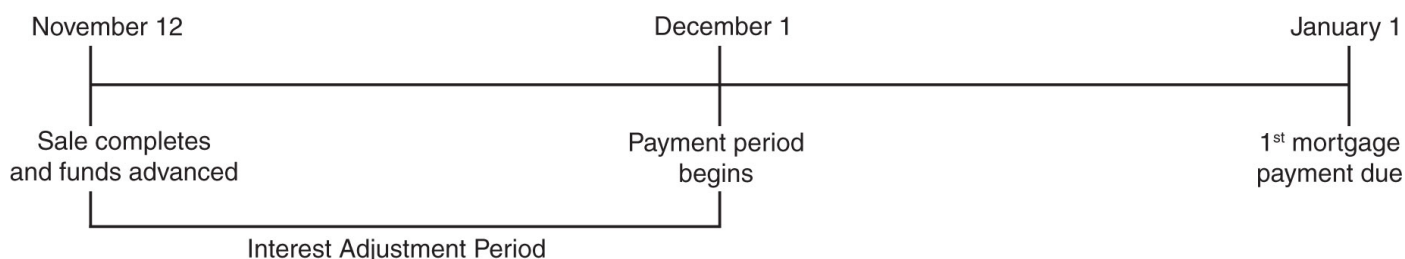 November 12
December 1
January 1
Sale completes
and funds advanced
Payment period
begins
1st mortgage
payment due
Interest Adjustment Period